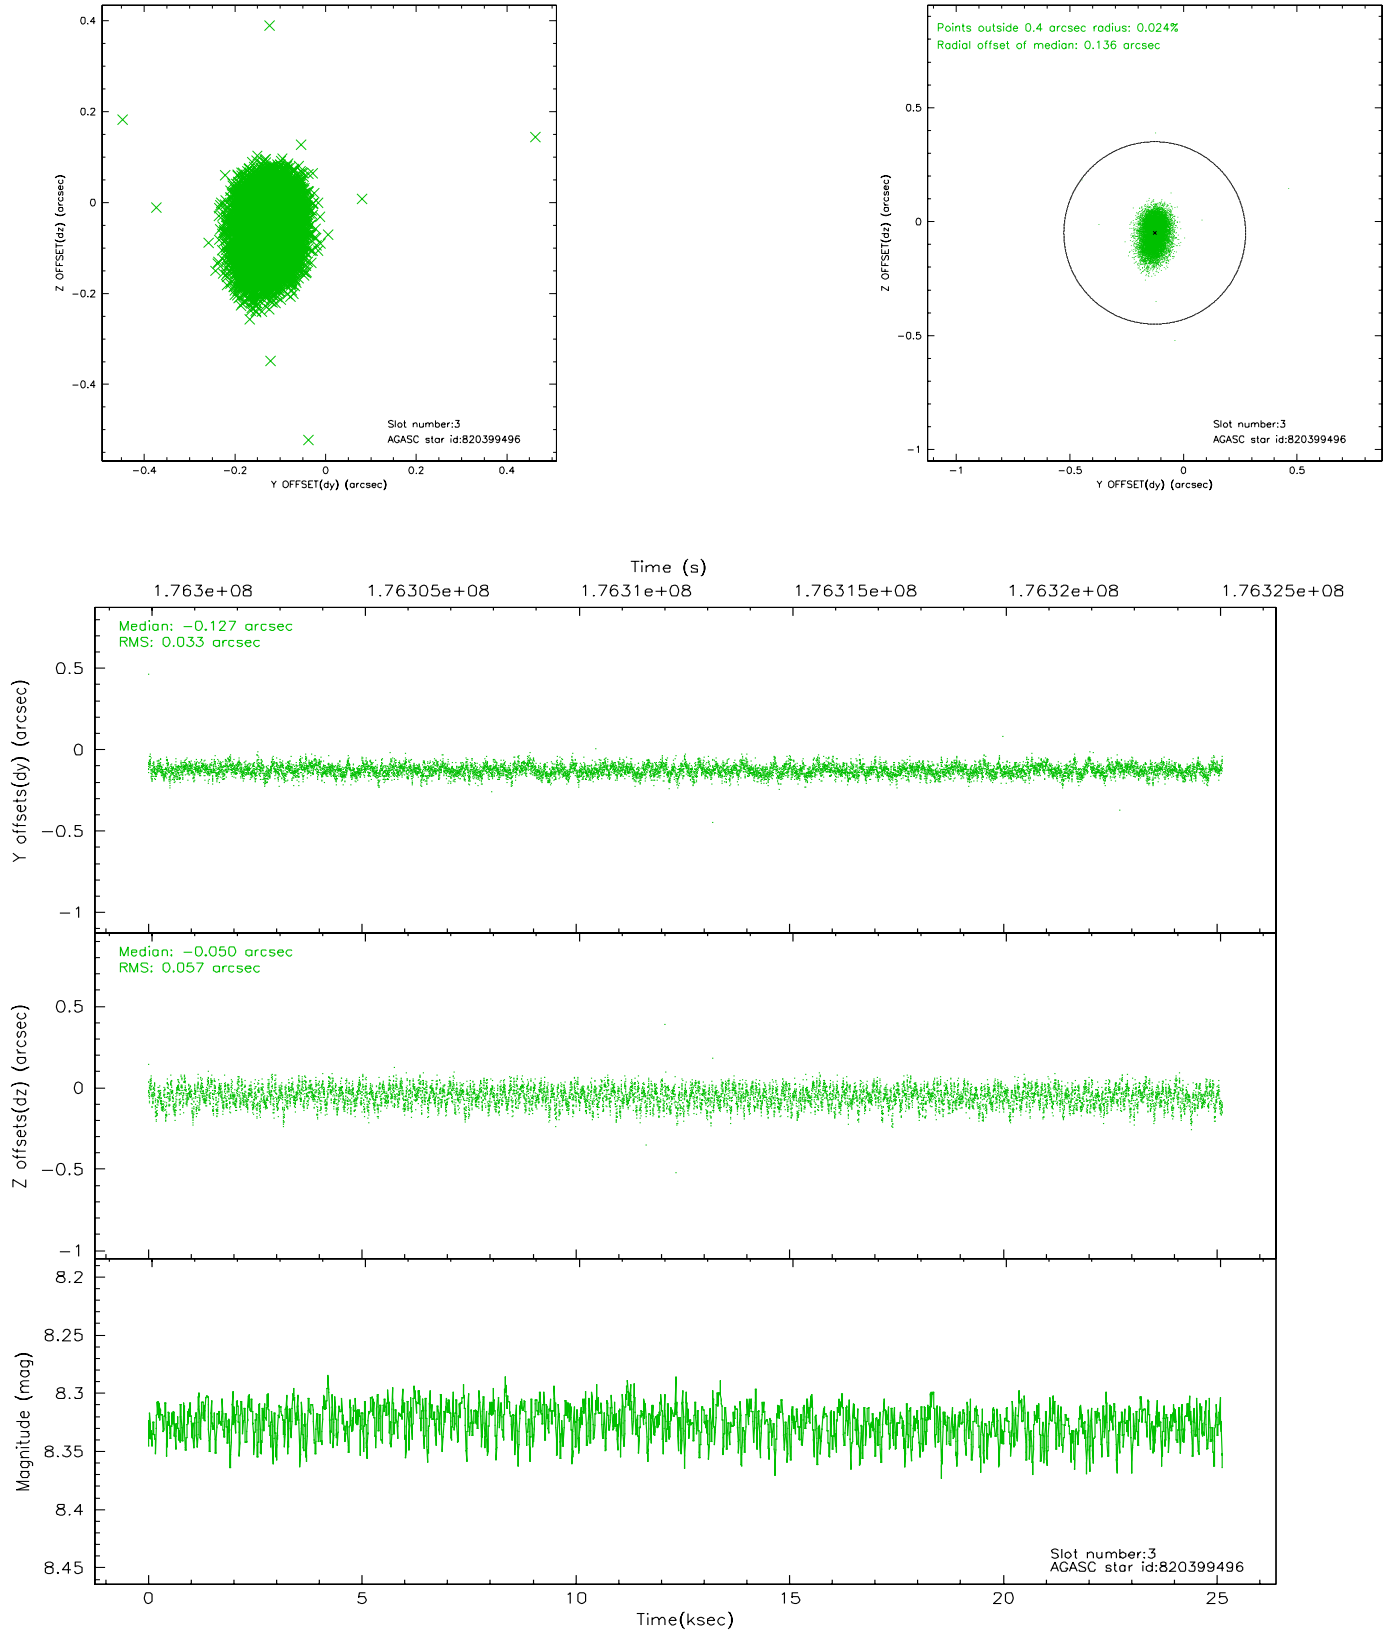 0.4
0.2
0
-0.2
-0.4
Z OFFSET(dz) (arcsec)
Slot number:3
AGASC star id:820399496
-0.4 -0.2 0 0.2 0.4
Y OFFSET(dy) (arcsec)
Points outside 0.4 arcsec radius: 0.024%
Radial offset of median: 0.136 arcsec
0.5
0
-0.5
-1
Z OFFSET(dz) (arcsec)
Slot number:3
AGASC star id:820399496
-1 -0.5 0 0.5
Y OFFSET(dy) (arcsec)
Time (s)
1.763e+08 1.76305e+08 1.7631e+08 1.76315e+08 1.7632e+08 1.76325e+08
Median: -0.127 arcsec
RMS: 0.033 arcsec
0.5
0
-0.5
-1
Y offsets(dy) (arcsec)
Median: -0.050 arcsec
RMS: 0.057 arcsec
0.5
0
-0.5
-1
Z offsets(dz) (arcsec)
8.2
8.25
8.3
8.35
8.4
8.45
Magnitude (mag)
Slot number:3
AGASC star id:820399496
0 5 10 15 20 25
Time(ksec)